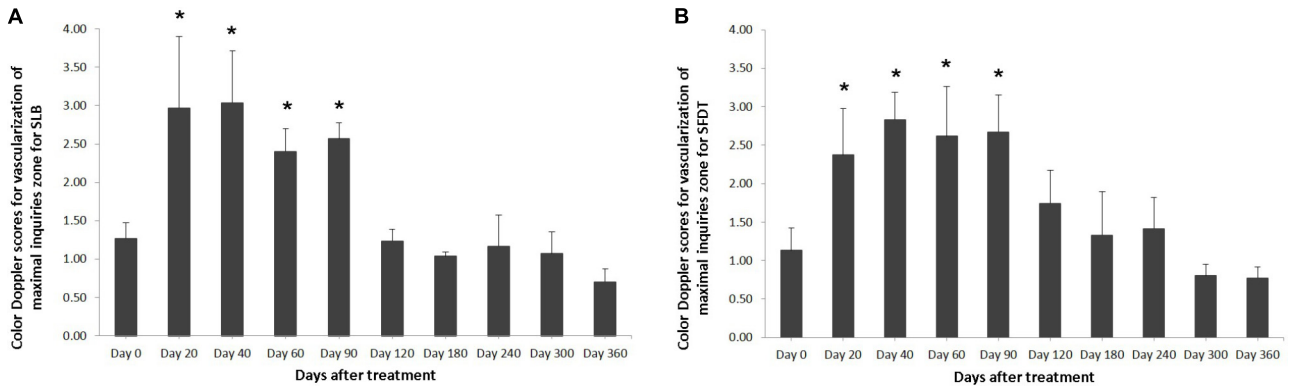 A
Color Doppler scores for vascularization of
maximal inquiries zone for SLB
4.00
3.50
3.00
2.50
2.00
1.50
1.00
0.50
0.00
* * * *
Day 0 Day 20 Day 40 Day 60 Day 90 Day 120 Day 180 Day 240 Day 300 Day 360
Days after treatment
B
Color Doppler scores for vascularization of
maximal inquiries zone for SFDT
4.00
3.50
3.00
2.50
2.00
1.50
1.00
0.50
0.00
* * * *
Day 0 Day 20 Day 40 Day 60 Day 90 Day 120 Day 180 Day 240 Day 300 Day 360
Days after treatment